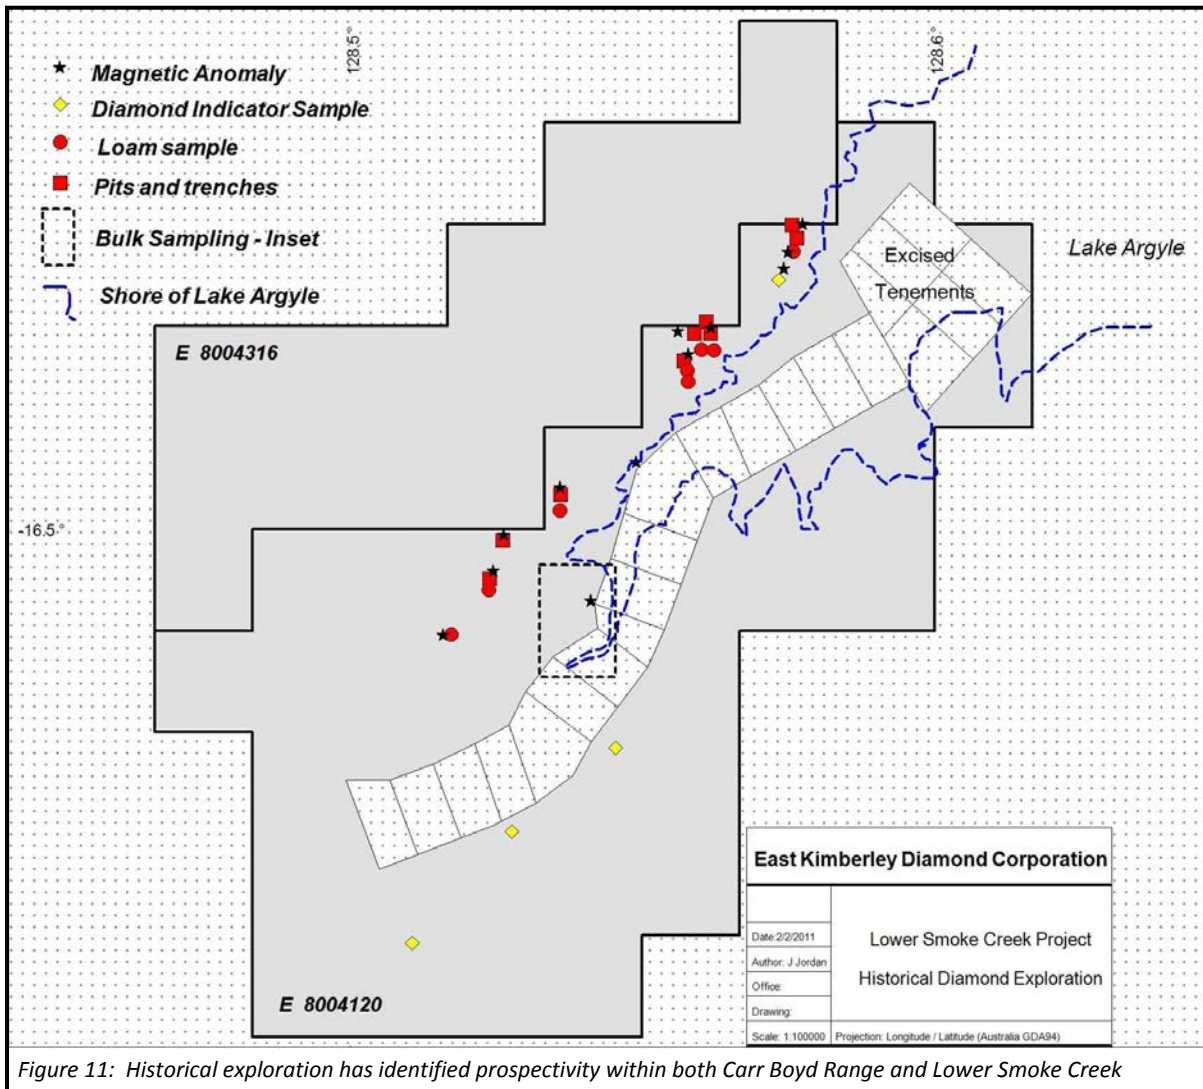 128.5°
128.6°
Magnetic Anomaly
Diamond Indicator Sample
Loam sample
Pits and trenches
Bulk Sampling - Inset
Shore of Lake Argyle
Excised
Tenements
Lake Argyle
E 8004316
-16.5°
East Kimberley Diamond Corporation
Date:2/2/2011
Author: J Jordan
Office:
Drawing:
Scale: 1:100000
Lower Smoke Creek Project
Historical Diamond Exploration
Projection: Longitude / Latitude (Australia GDA94)
E 8004120
Figure 11: Historical exploration has identified prospectivity within both Carr Boyd Range and Lower Smoke Creek